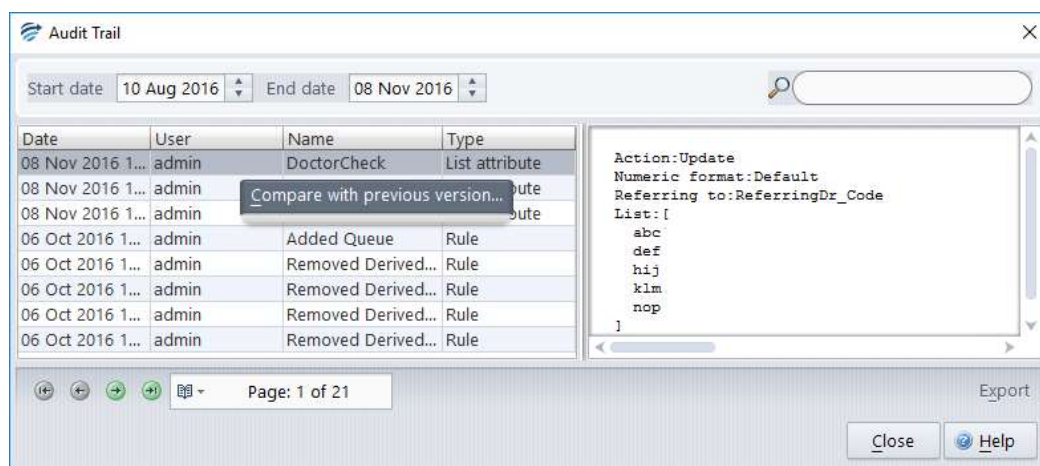 Audit Trail
Start date 10 Aug 2016 End date 08 Nov 2016
Date User Name Type
08 Nov 2016 1... admin DoctorCheck List attribute
08 Nov 2016 1... admin bute
08 Nov 2016 1... admin bute
Compare with previous version...
06 Oct 2016 1... admin Added Queue Rule
06 Oct 2016 1... admin Removed Derived... Rule
06 Oct 2016 1... admin Removed Derived... Rule
06 Oct 2016 1... admin Removed Derived... Rule
06 Oct 2016 1... admin Removed Derived... Rule
Action:Update
Numeric format:Default
Referring to:ReferringDr_Code
List:[
abc
def
hij
klm
nop
]
Page: 1 of 21
Export
Close Help